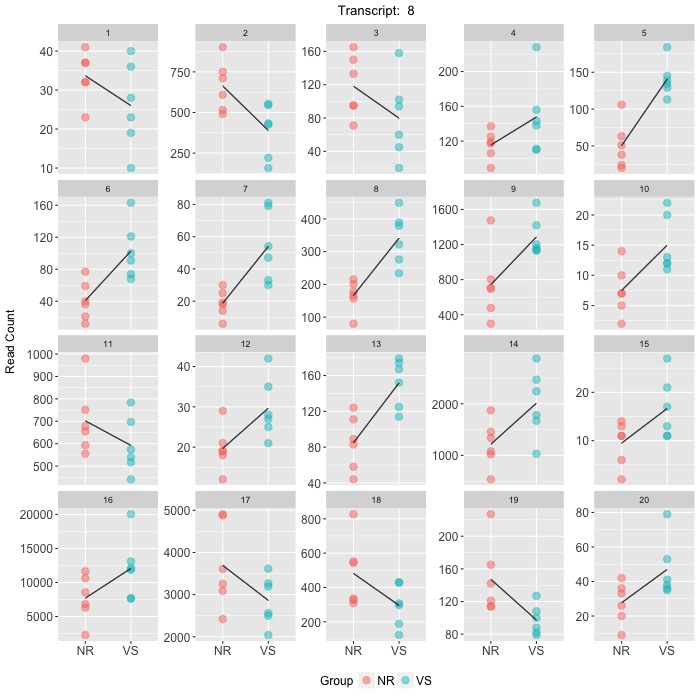 Transcript: 8
1 2 3 4 5
40 30 20 10
750 500 250
160 120 80 40
200 160 120
150 100 50
6 7 8 9 10
160 120 80 40
80 60 40 20
400 300 200 100
1600 1200 800 400
20 15 10 5
Read Count
11 12 13 14 15
1000 900 800 700 600 500
40 30 20
160 120 80 40
2000 1000
20 10
16 17 18 19 20
20000 15000 10000 5000
5000 4000 3000 2000
800 600 400 200
200 160 120 80
80 60 40 20
NR VS NR VS NR VS NR VS NR VS
Group NR VS